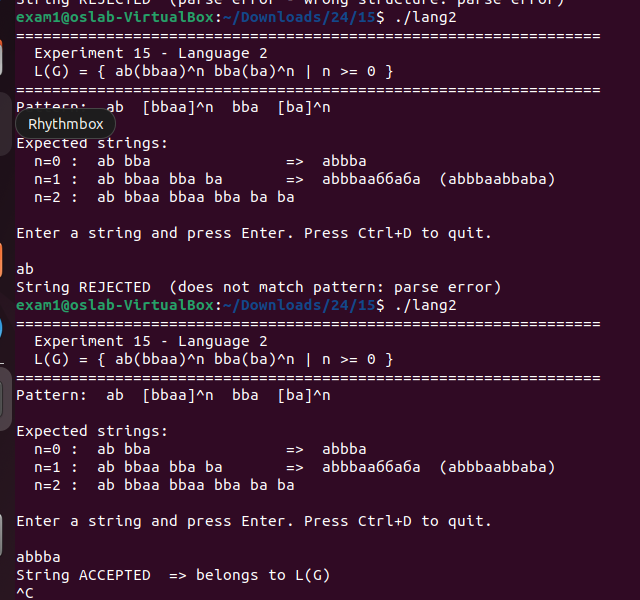 String REJECTED  (parse error - wrong structure: parse error)
exam1@oslab-VirtualBox:~/Downloads/24/15$ ./lang2
=================================================================
  Experiment 15 - Language 2
  L(G) = { ab(bbaa)^n bba(ba)^n | n >= 0 }
=================================================================
Pattern:  ab  [bbaa]^n  bba  [ba]^n
Rhythmbox
Expected strings:
  n=0 :  ab bba              =>  abbba
  n=1 :  ab bbaa bba ba       =>  abbbaaббаба  (abbbaabbaba)
  n=2 :  ab bbaa bbaa bba ba ba
Enter a string and press Enter. Press Ctrl+D to quit.
ab
String REJECTED  (does not match pattern: parse error)
exam1@oslab-VirtualBox:~/Downloads/24/15$ ./lang2
=================================================================
  Experiment 15 - Language 2
  L(G) = { ab(bbaa)^n bba(ba)^n | n >= 0 }
=================================================================
Pattern:  ab  [bbaa]^n  bba  [ba]^n
Expected strings:
  n=0 :  ab bba              =>  abbba
  n=1 :  ab bbaa bba ba       =>  abbbaaббаба  (abbbaabbaba)
  n=2 :  ab bbaa bbaa bba ba ba
Enter a string and press Enter. Press Ctrl+D to quit.
abbba
String ACCEPTED  => belongs to L(G)
^C